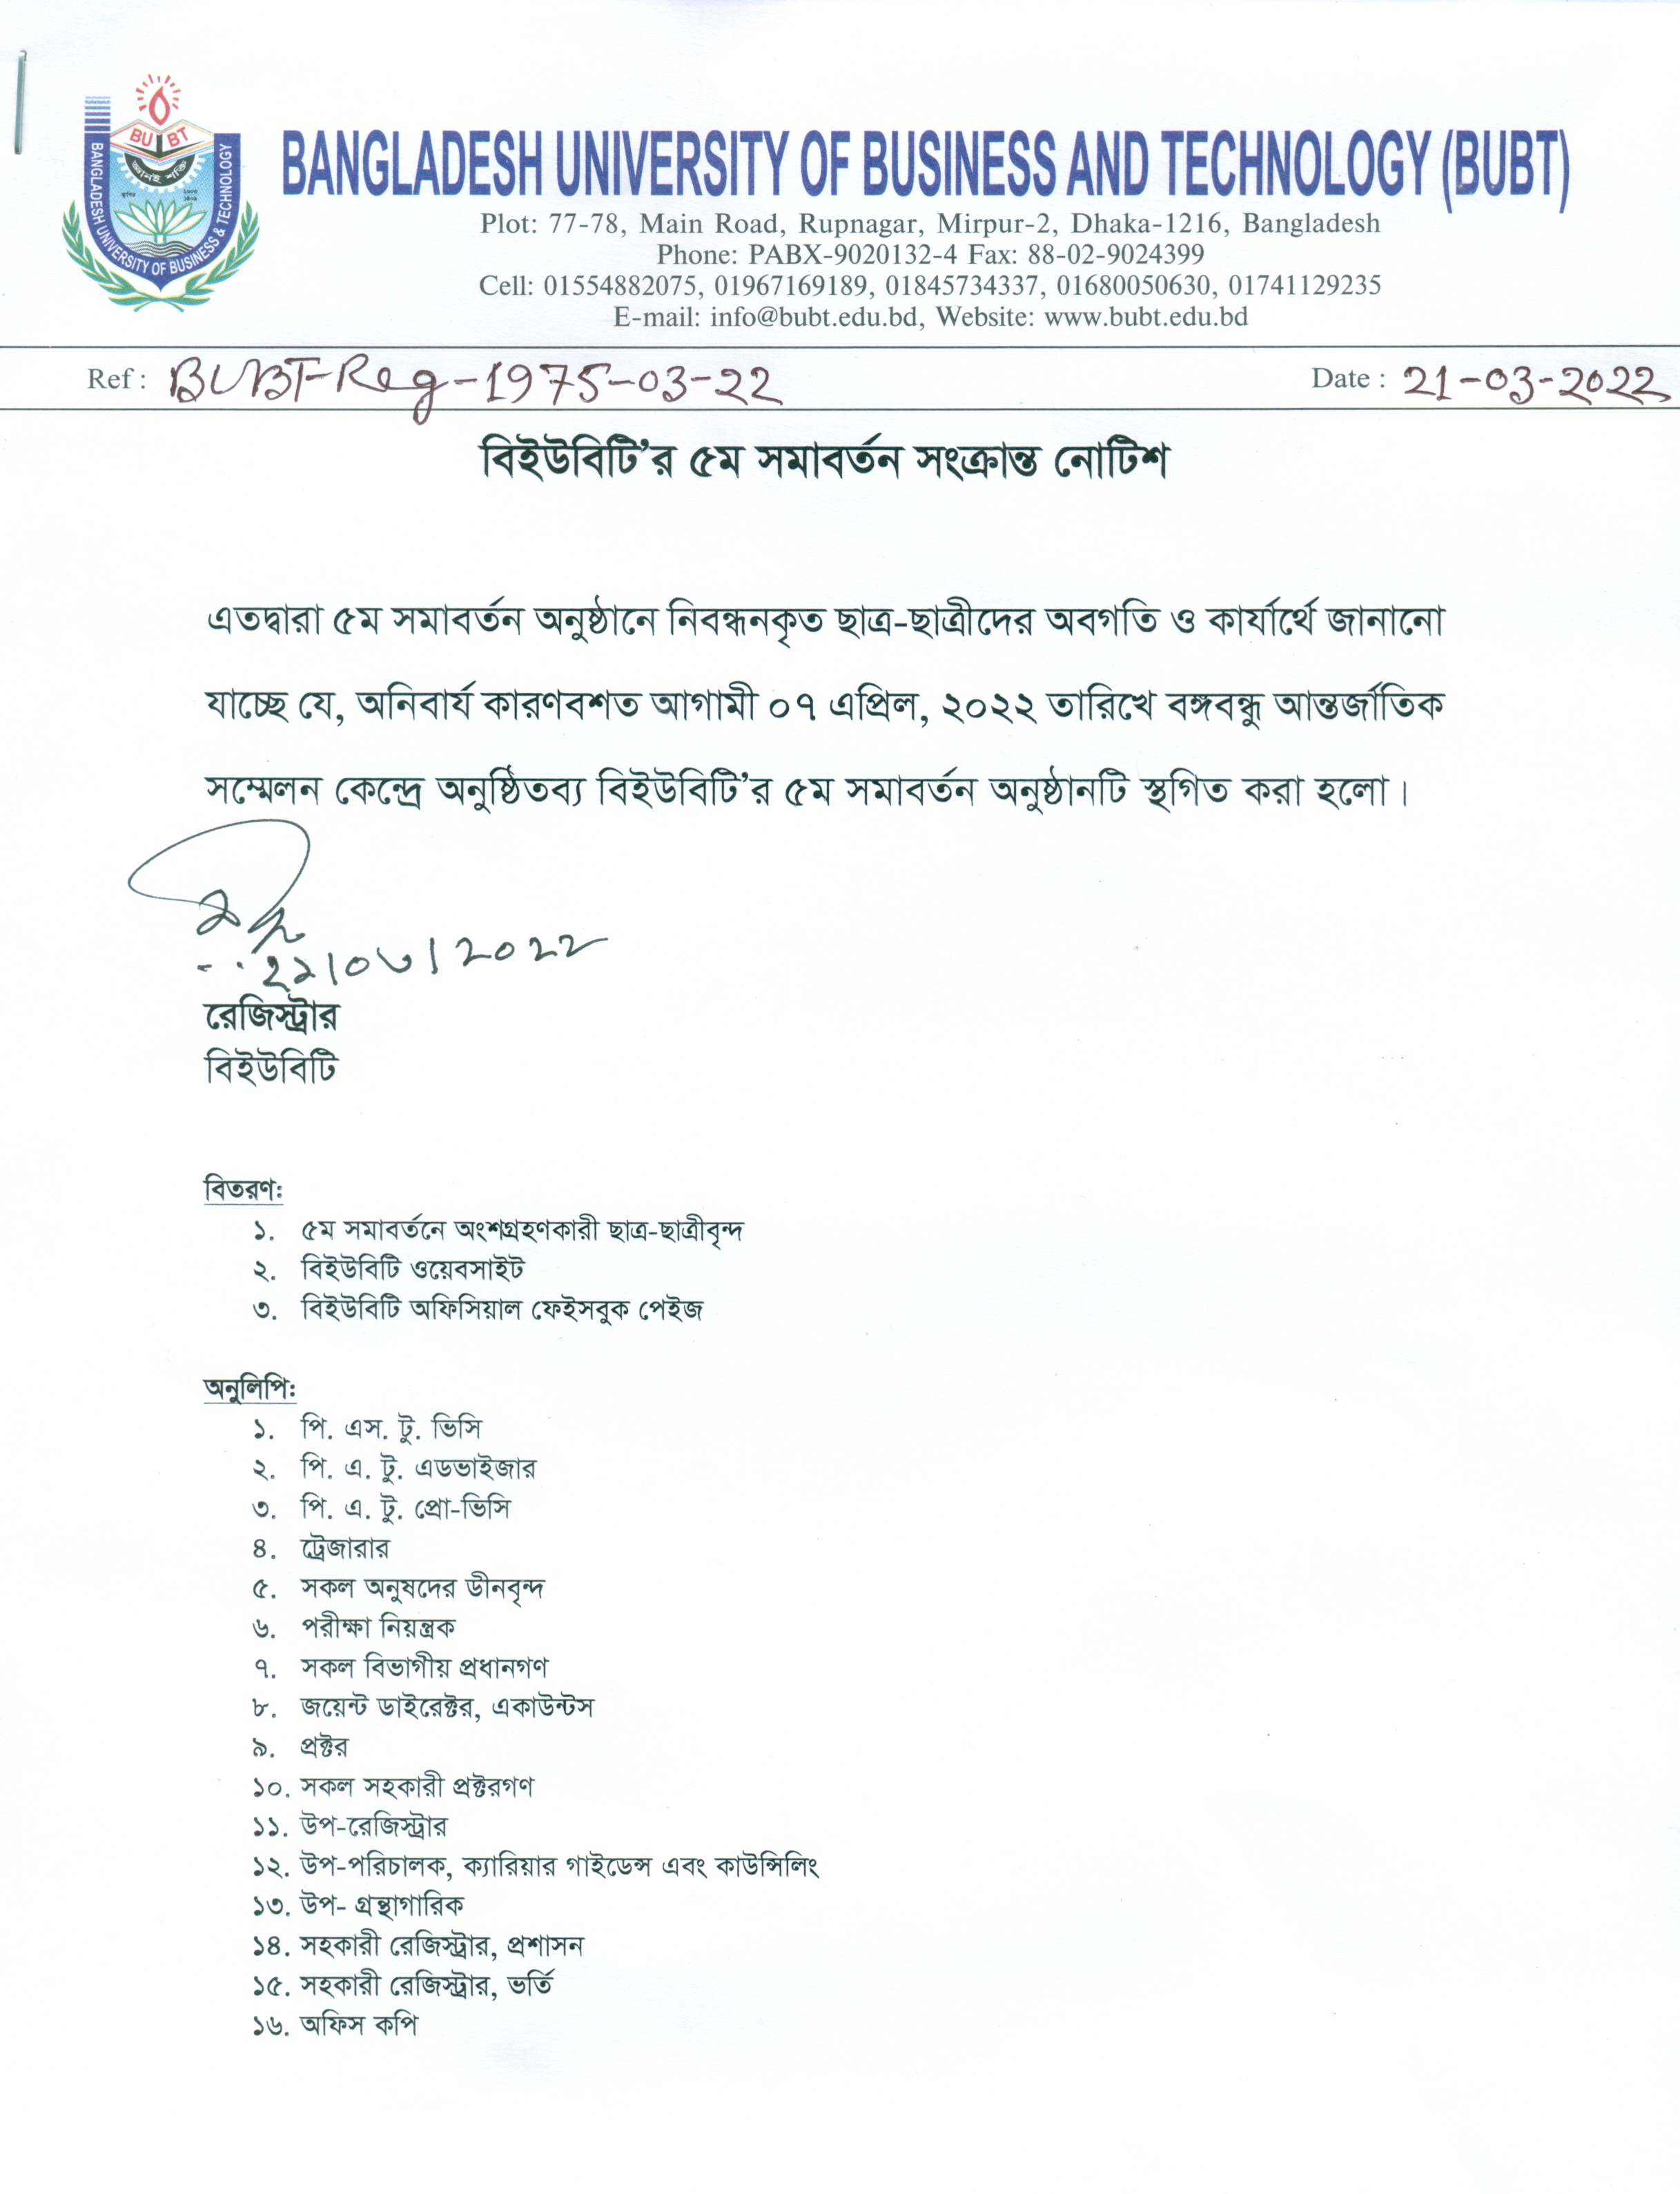 BU BT
জ্ঞানই শক্তি
BANGLADESH UNIVERSITY OF BUSINESS & TECHNOLOGY
BANGLADESH UNIVERSITY OF BUSINESS AND TECHNOLOGY (BUBT)
Plot: 77-78, Main Road, Rupnagar, Mirpur-2, Dhaka-1216, Bangladesh
Phone: PABX-9020132-4 Fax: 88-02-9024399
Cell: 01554882075, 01967169189, 01845734337, 01680050630, 01741129235
E-mail: info@bubt.edu.bd, Website: www.bubt.edu.bd
Ref : BUBT-Reg-1975-03-22 Date : 21-03-2022
বিইউবিটি’র ৫ম সমাবর্তন সংক্রান্ত নোটিশ
এতদ্বারা ৫ম সমাবর্তন অনুষ্ঠানে নিবন্ধনকৃত ছাত্র-ছাত্রীদের অবগতি ও কার্যার্থে জানানো
যাচ্ছে যে, অনিবার্য কারণবশত আগামী ০৭ এপ্রিল, ২০২২ তারিখে বঙ্গবন্ধু আন্তর্জাতিক
সম্মেলন কেন্দ্রে অনুষ্ঠিতব্য বিইউবিটি’র ৫ম সমাবর্তন অনুষ্ঠানটি স্থগিত করা হলো।
রেজিস্ট্রার
বিইউবিটি
বিতরণ:
১. ৫ম সমাবর্তনে অংশগ্রহণকারী ছাত্র-ছাত্রীবৃন্দ
২. বিইউবিটি ওয়েবসাইট
৩. বিইউবিটি অফিসিয়াল ফেইসবুক পেইজ
অনুলিপি:
১. পি. এস. টু. ভিসি
২. পি. এ. টু. এডভাইজার
৩. পি. এ. টু. প্রো-ভিসি
৪. ট্রেজারার
৫. সকল অনুষদের ডীনবৃন্দ
৬. পরীক্ষা নিয়ন্ত্রক
৭. সকল বিভাগীয় প্রধানগণ
৮. জয়েন্ট ডাইরেক্টর, একাউন্টস
৯. প্রক্টর
১০. সকল সহকারী প্রক্টরগণ
১১. উপ-রেজিস্ট্রার
১২. উপ-পরিচালক, ক্যারিয়ার গাইডেন্স এবং কাউন্সিলিং
১৩. উপ- গ্রন্থাগারিক
১৪. সহকারী রেজিস্ট্রার, প্রশাসন
১৫. সহকারী রেজিস্ট্রার, ভর্তি
১৬. অফিস কপি